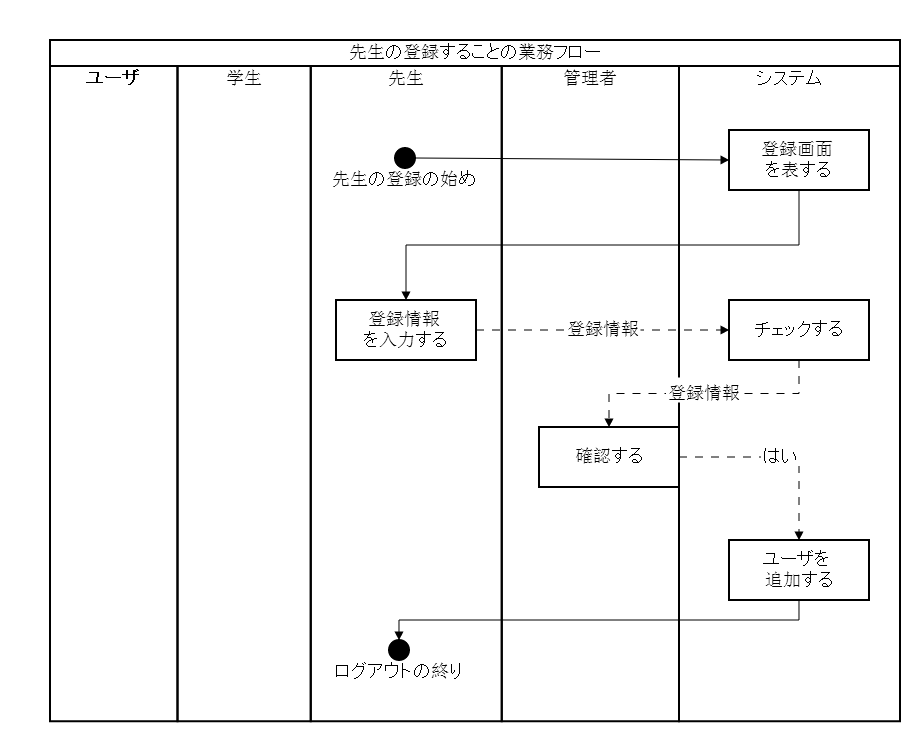 先生の登録することの業務フロー
ユーザ
学生
先生
管理者
システム
登録画面
を表する
先生の登録の始め
登録情報
を入力する
登録情報
チェックする
登録情報
確認する
はい
ユーザを
追加する
ログアウトの終り